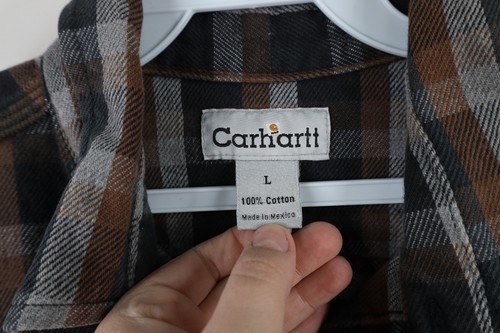 Carhartt
L
100% Cotton
Made in Mexico